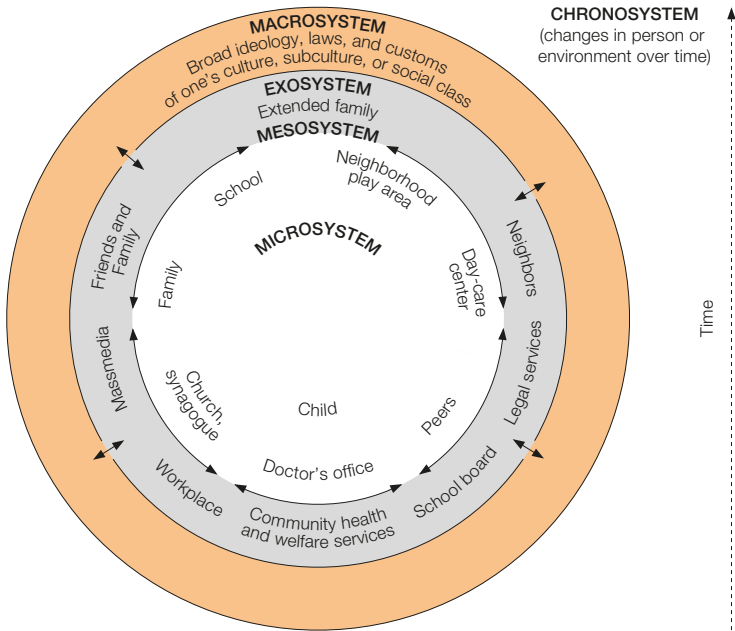 MACROSYSTEM
Broad ideology, laws, and customs
of one's culture, subculture, or social class
CHRONOSYSTEM
(changes in person or
environment over time)
EXOSYSTEM
Extended family
MESOSYSTEM
School
Neighborhood
play area
MICROSYSTEM
Friends and
Family
Family
Day-care
center
Neighbors
Time
Massmedia
Church,
synagogue
Child
Peers
Legal services
Doctor's office
Workplace
Community health
and welfare services
School board